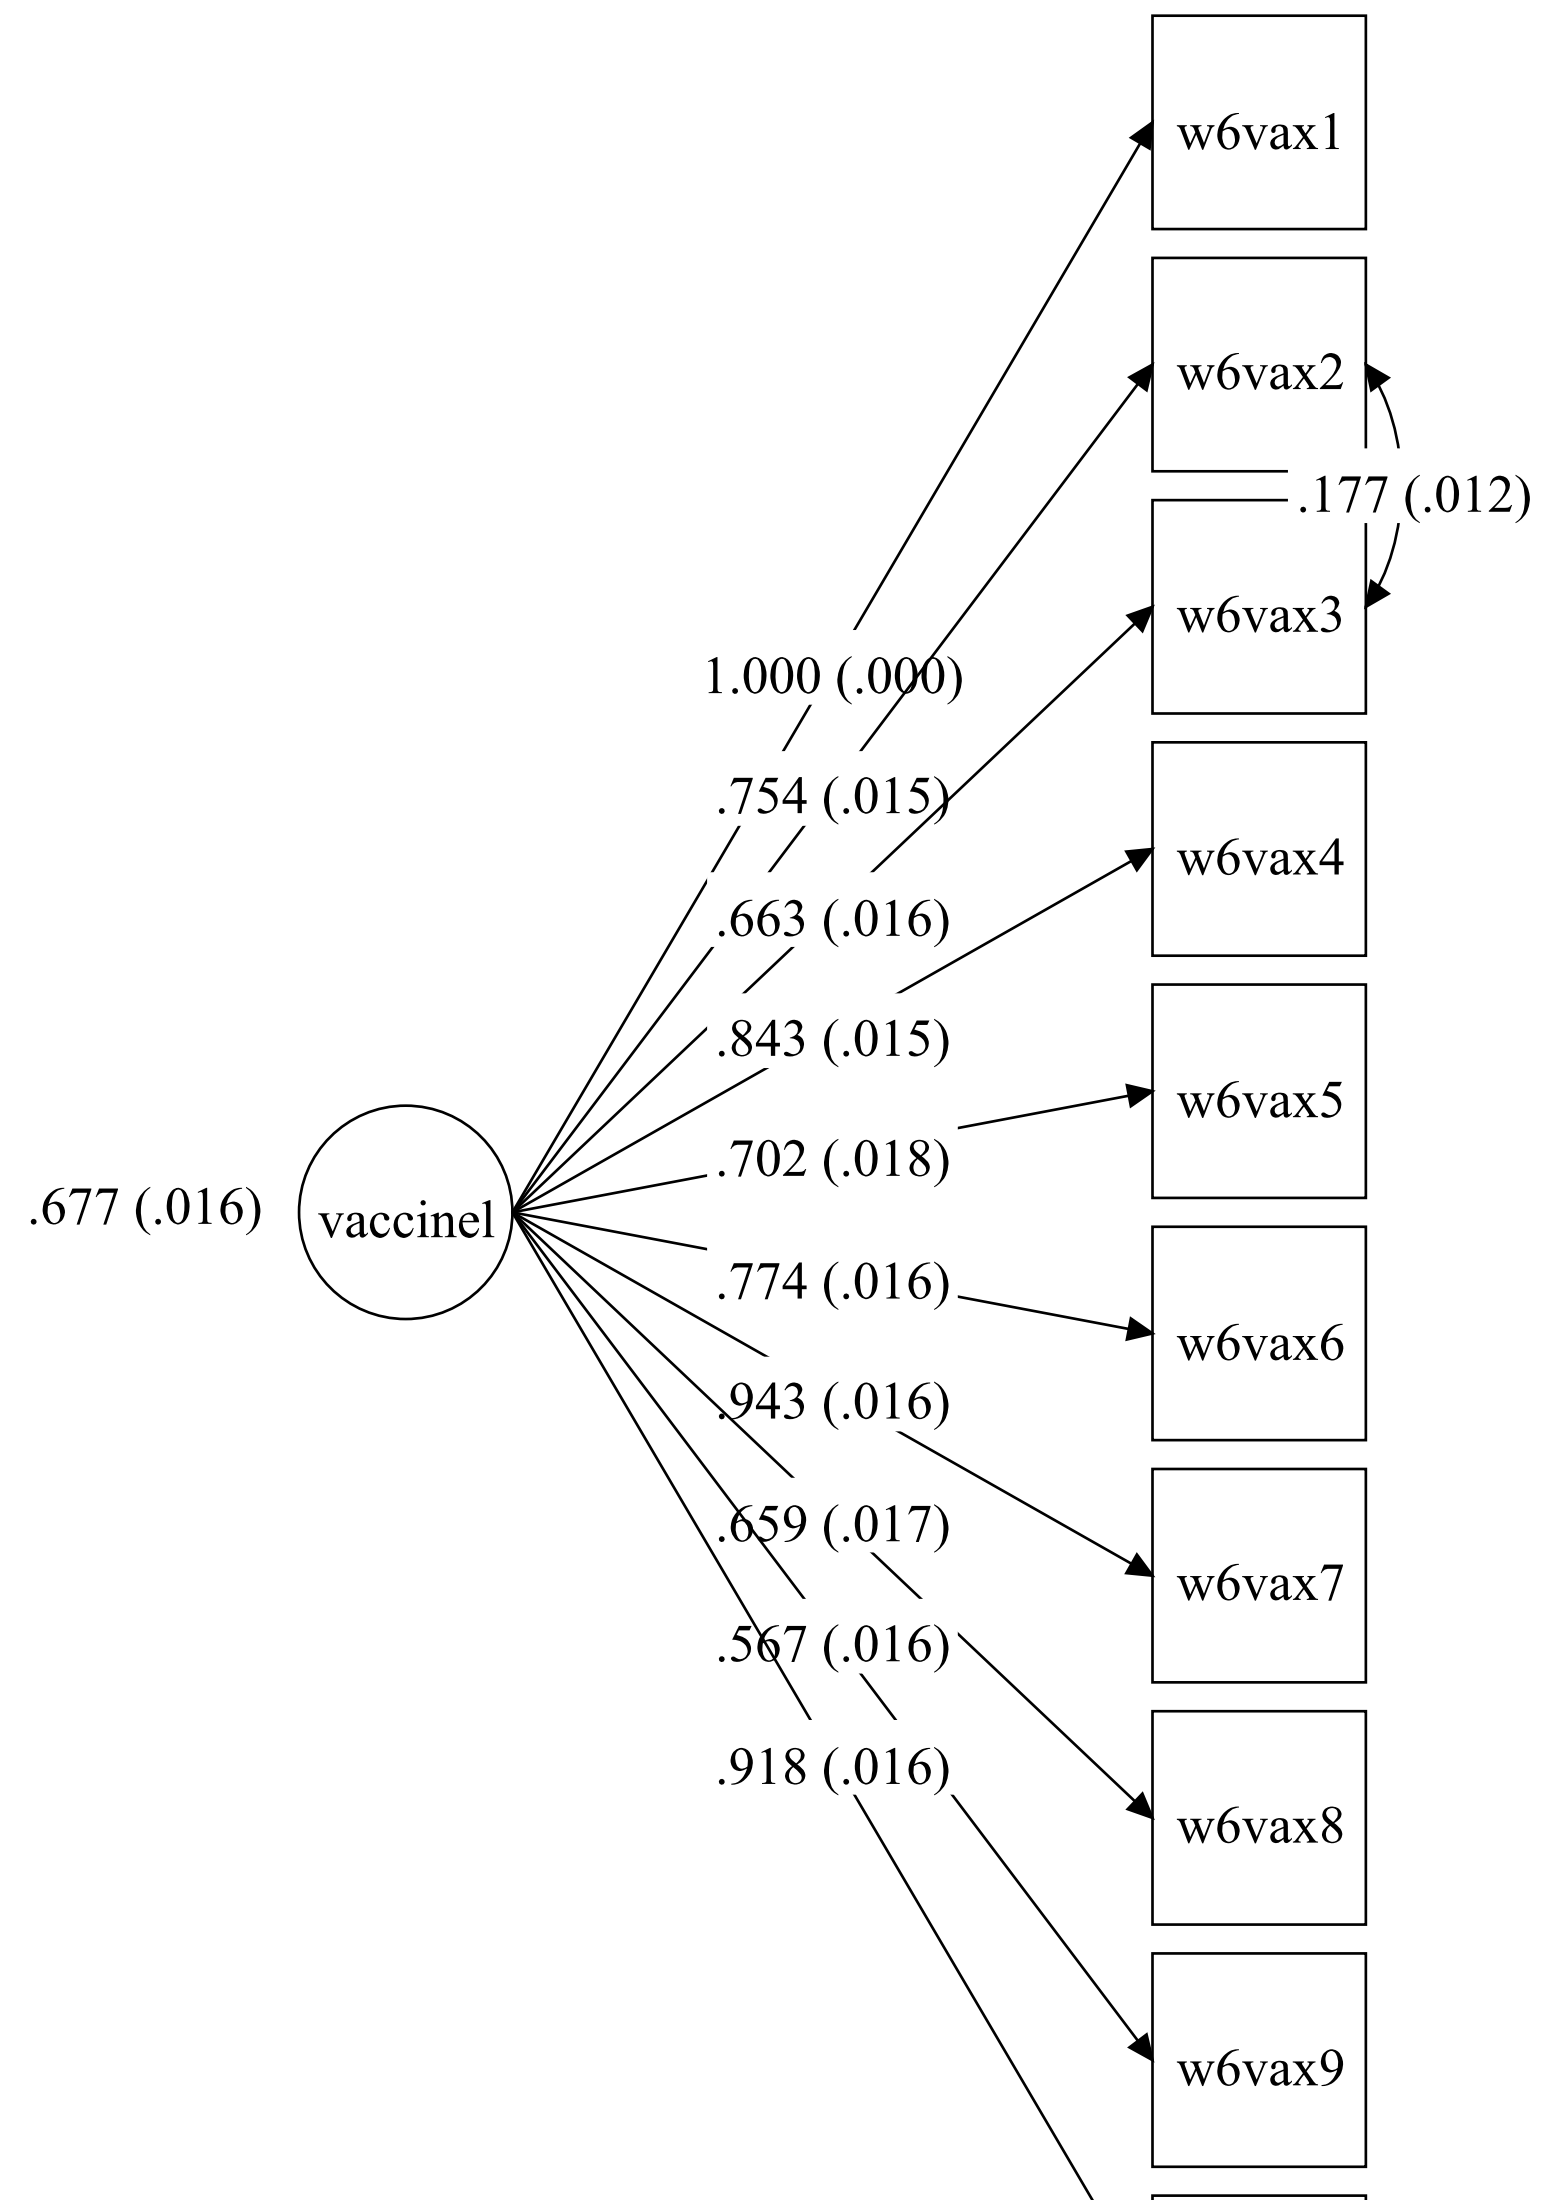 w6vax1
w6vax2
.177 (.012)
w6vax3
1.000 (.000)
.754 (.015)
w6vax4
.663 (.016)
.843 (.015)
w6vax5
.702 (.018)
.677 (.016)
vaccinel
.774 (.016)
w6vax6
.943 (.016)
.659 (.017)
w6vax7
.567 (.016)
.918 (.016)
w6vax8
w6vax9